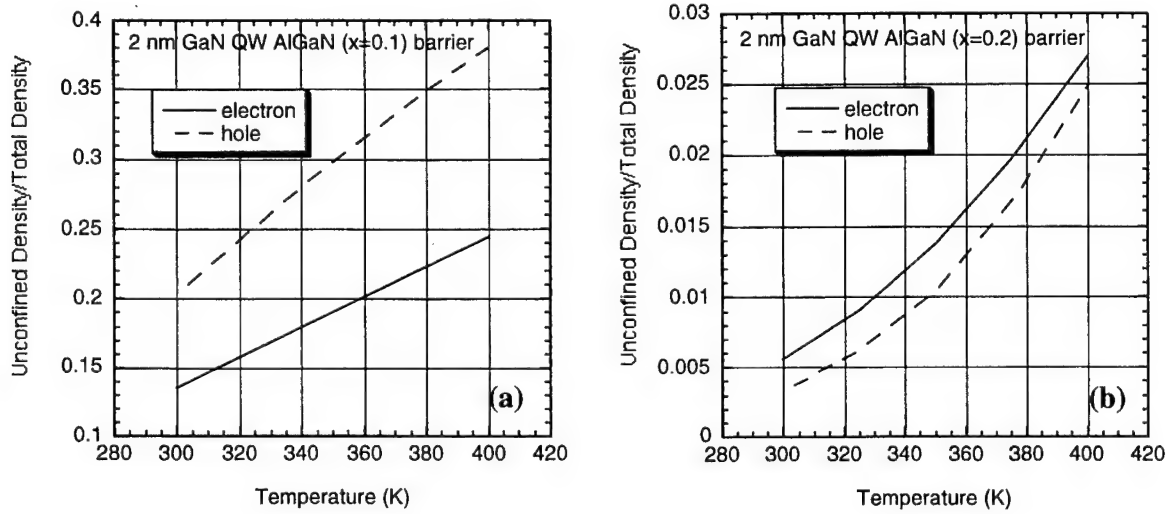 Unconfined Density/Total Density
2 nm GaN QW AlGaN (x=0.1) barrier
electron
hole
0.4
0.35
0.3
0.25
0.2
0.15
0.1
(a)
280 300 320 340 360 380 400 420
Temperature (K)
Unconfined Density/Total Density
2 nm GaN QW AlGaN (x=0.2) barrier
electron
hole
0.03
0.025
0.02
0.015
0.01
0.005
0
(b)
280 300 320 340 360 380 400 420
Temperature (K)